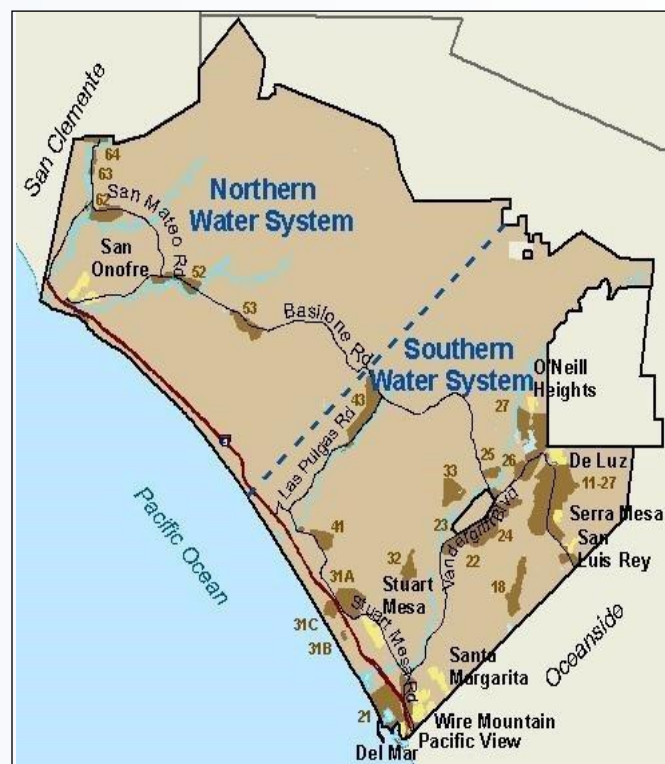 San Clemente
64
63
62
San Mateo Rd
Northern
Water System
San
Onofre
52
53
Basilone Rd
Southern
Water System
O'Neill
Heights
27
43
Las Pulgas Rd
Pacific Ocean
25
26
De Luz
11-27
33
23
Vandergrift Blvd
24
22
Serra Mesa
San
Luis Rey
41
32
18
31A
Stuart
Mesa
31C
31B
Stuart Mesa Rd
Santa
Margarita
Oceanside
21
Wire Mountain
Pacific View
Del Mar